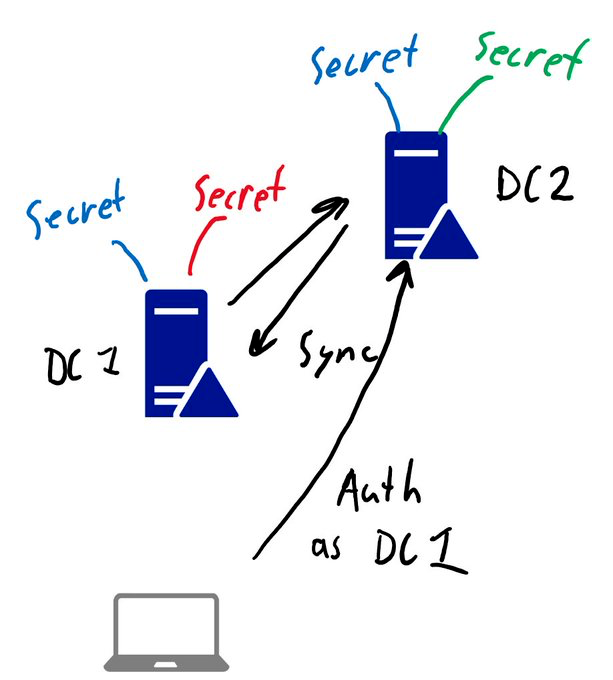 Secret
Secret
DC2
Secret
Secret
DC1
Sync
Auth
as DC1